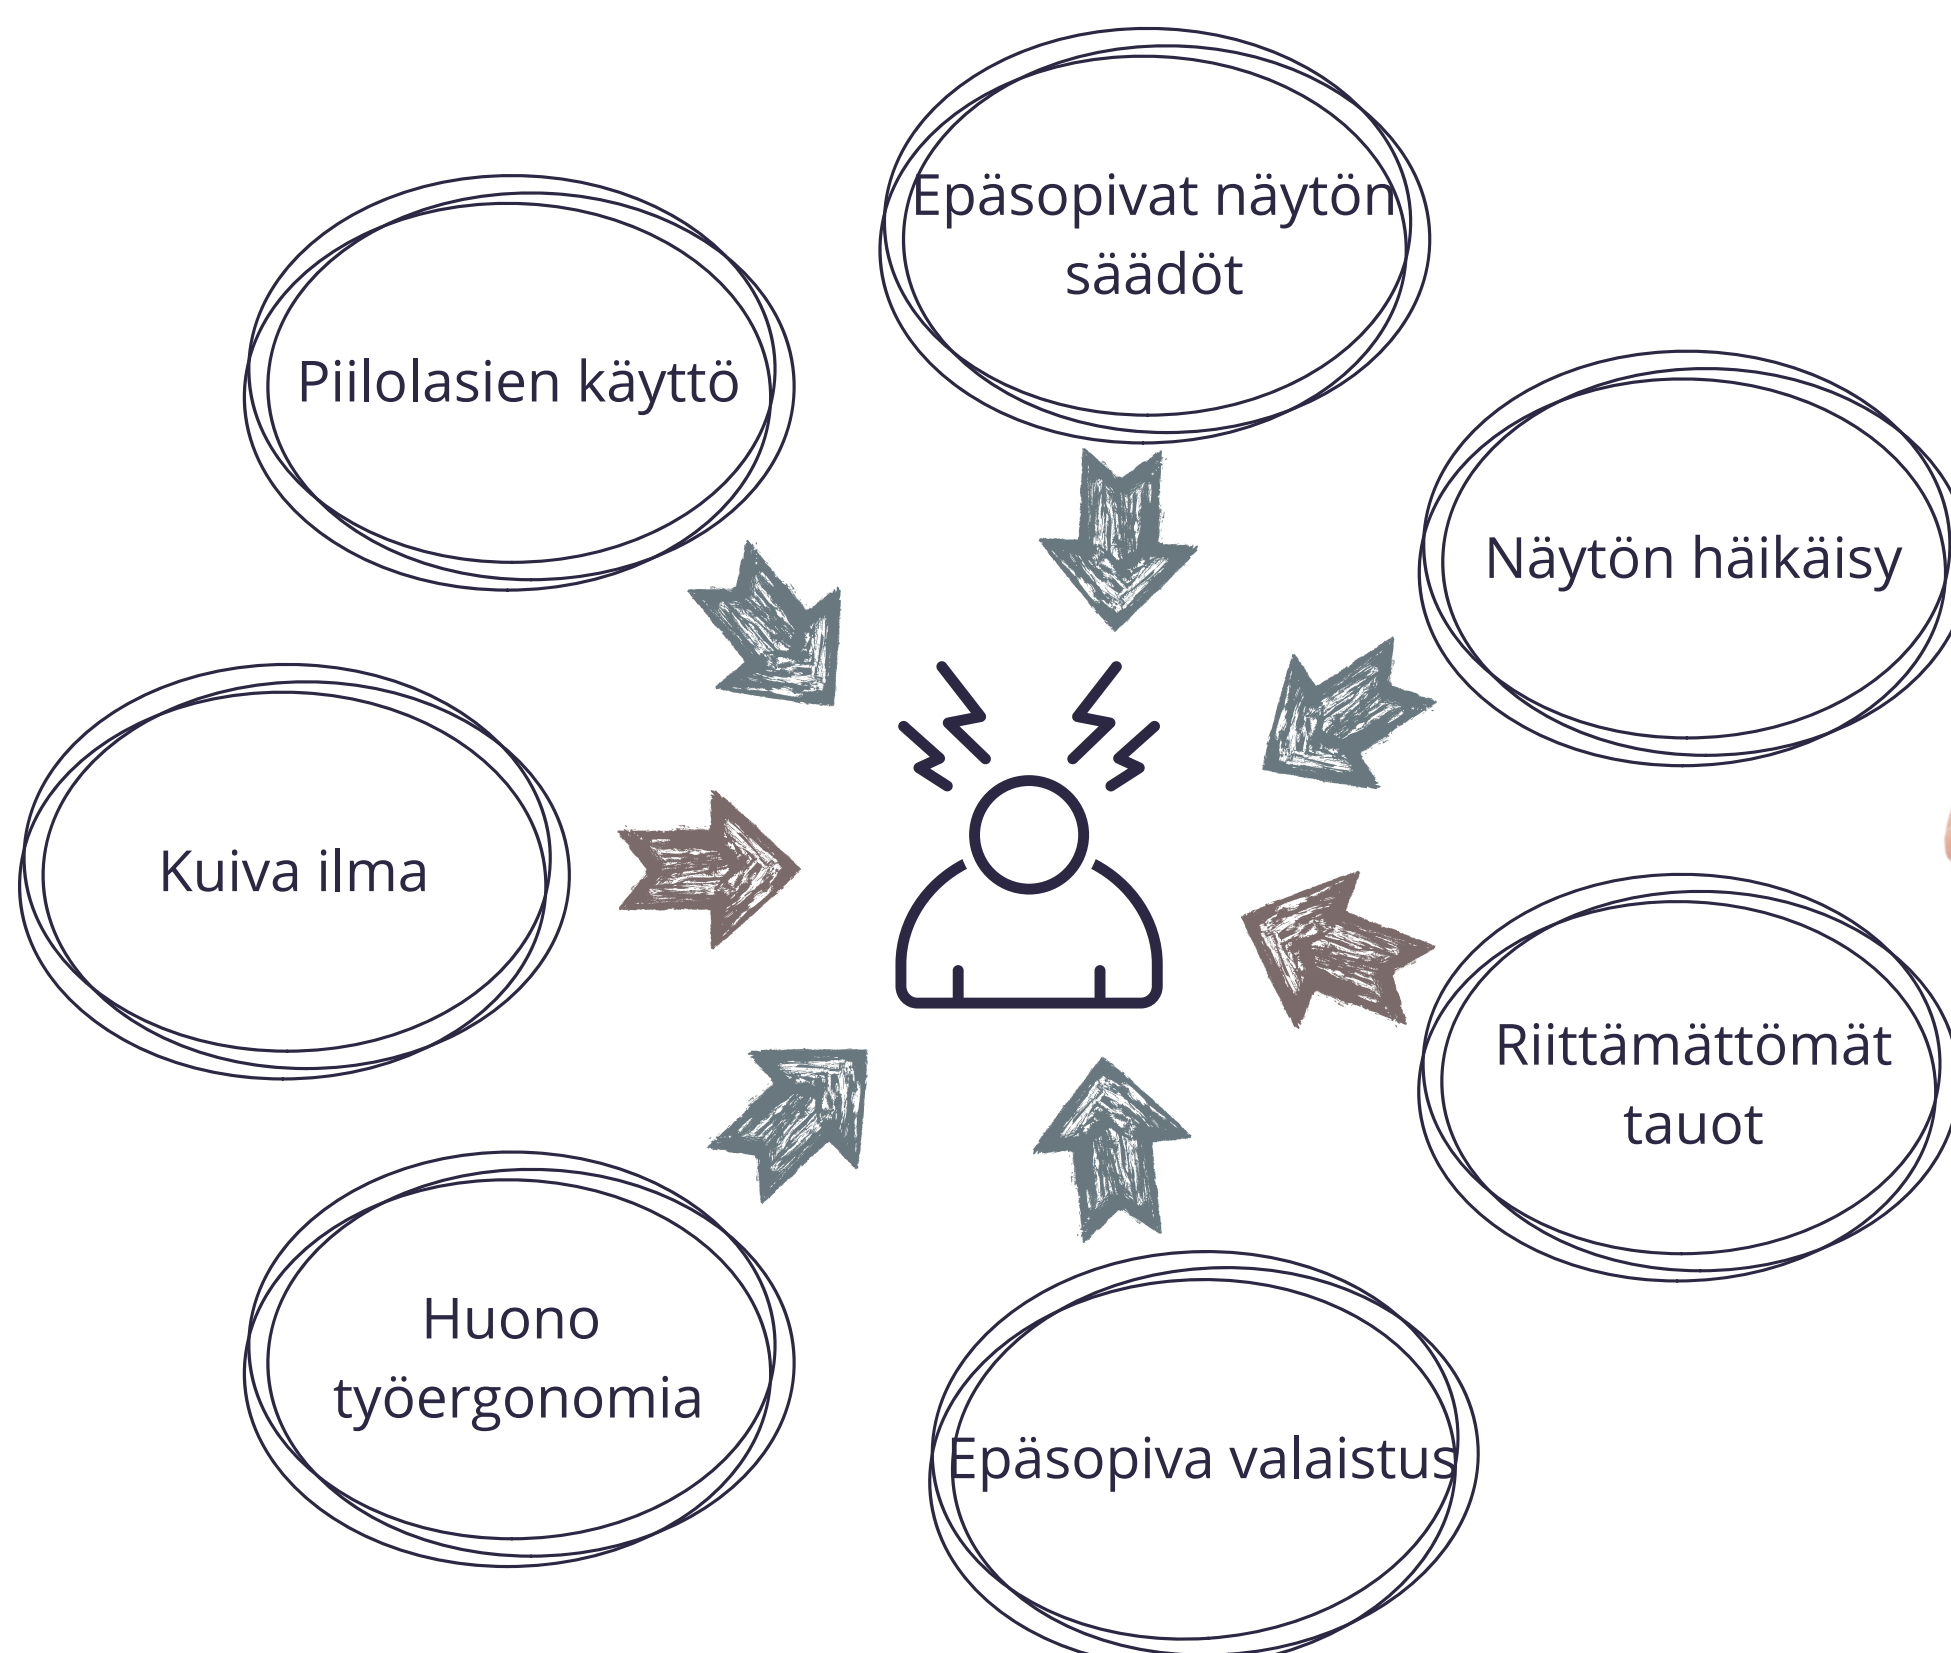 Epäsopivat näytön
säädöt
Piilolasien käyttö
Näytön häikäisy
Kuiva ilma
Riittämättömät
tauot
Huono
työergonomia
Epäsopiva valaistus